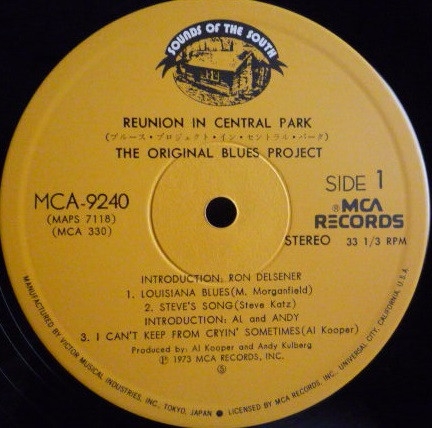 SOUNDS OF THE SOUTH
REUNION IN CENTRAL PARK
(ブルース・プロジェクト・イン・セントラル・パーク)
THE ORIGINAL BLUES PROJECT
MCA-9240
(MAPS 7118)
(MCA 330)
SIDE 1
®MCA
RECORDS
STEREO 33 1/3 RPM
INTRODUCTION: RON DELSENER
1. LOUISIANA BLUES(M. Morganfield)
2. STEVE'S SONG(Steve Katz)
INTRODUCTION: AL and ANDY
3. I CAN'T KEEP FROM CRYIN' SOMETIMES(Al Kooper)
Produced by: Al Kooper and Andy Kulberg
Ⓟ 1973 MCA RECORDS, INC.
Ⓢ
MANUFACTURED BY VICTOR MUSICAL INDUSTRIES, INC., TOKYO, JAPAN ● LICENSED BY MCA RECORDS, INC., UNIVERSAL CITY, CALIFORNIA, U.S.A.